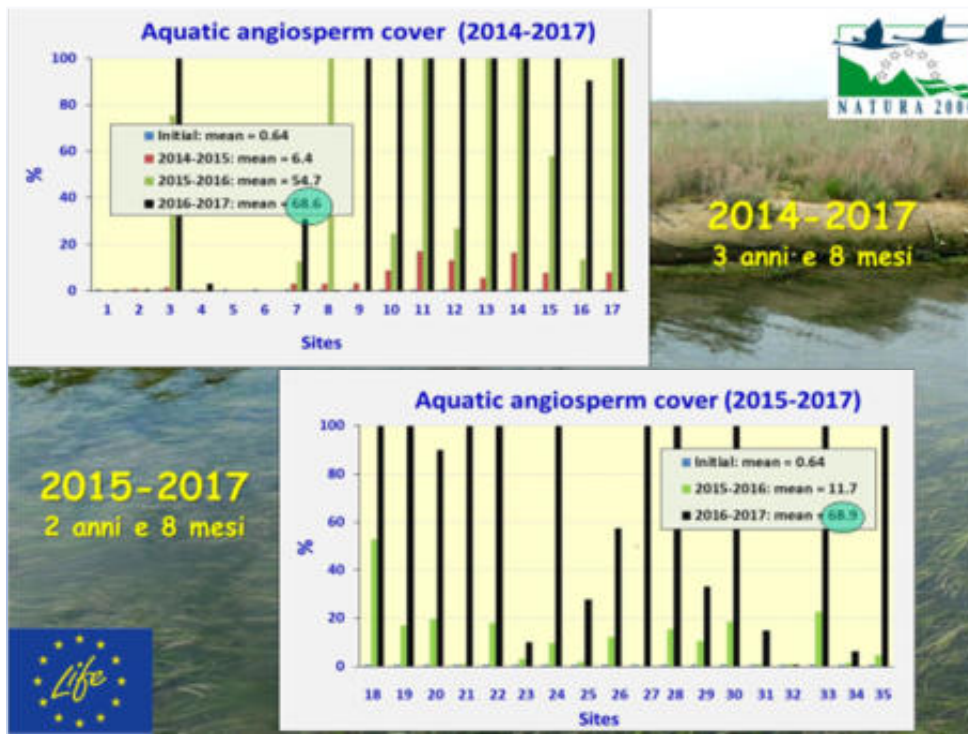 Aquatic angiosperm cover (2014-2017)
100
80
60
40
20
0
%
Initial: mean = 0.64
2014-2015: mean = 6.4
2015-2016: mean = 54.7
2016-2017: mean = 68.6
1 2 3 4 5 6 7 8 9 10 11 12 13 14 15 16 17
Sites
NATURA 2000
2014-2017
3 anni e 8 mesi
2015-2017
2 anni e 8 mesi
Life
Aquatic angiosperm cover (2015-2017)
100
80
60
40
20
0
%
Initial: mean = 0.64
2015-2016: mean = 11.7
2016-2017: mean = 68.9
18 19 20 21 22 23 24 25 26 27 28 29 30 31 32 33 34 35
Sites